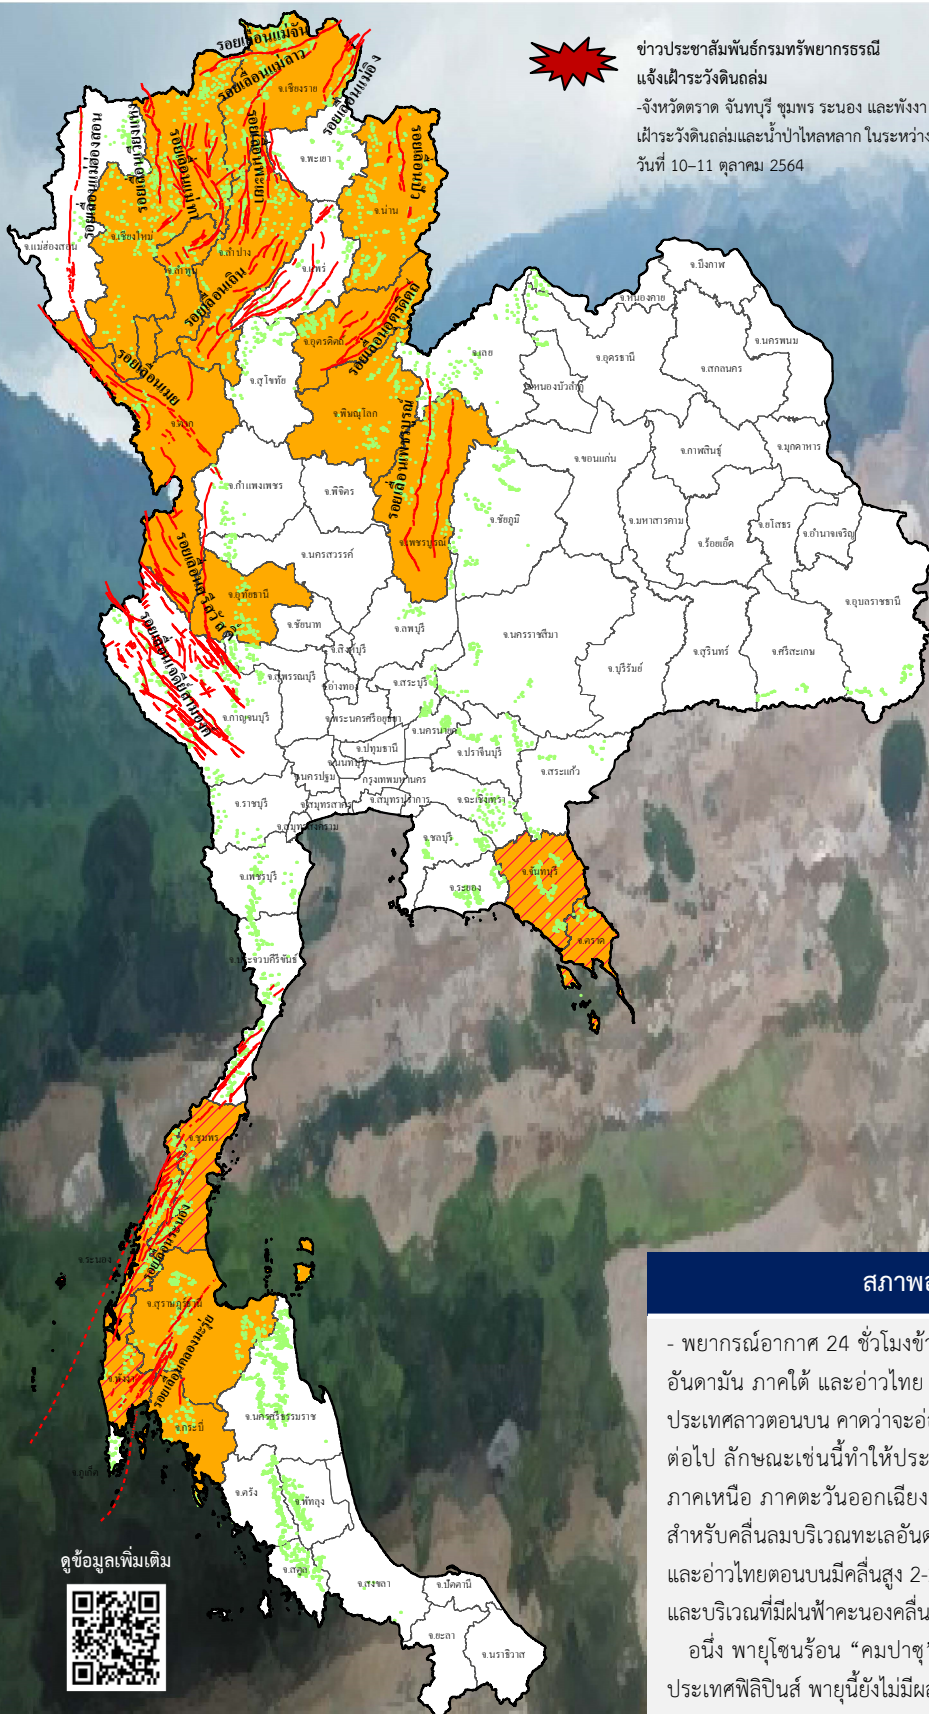 ข่าวประชาสัมพันธ์กรมทรัพยากรธรณี
แจ้งเฝ้าระวังดินถล่ม
-จังหวัดตราด จันทบุรี ชุมพร ระนอง และพังงา
เฝ้าระวังดินถล่มและน้ำป่าไหลหลาก ในระหว่าง
วันที่ 10–11 ตุลาคม 2564
รอยเลื่อนแม่จัน
รอยเลื่อนแม่ลาว
จ.เชียงราย
รอยเลื่อนแม่อิง
รอยเลื่อนแม่ฮ่องสอน
รอยเลื่อนแม่ทา
รอยเลื่อนพะเยา
จ.พะเยา
รอยเลื่อนปัว
จ.น่าน
จ.แม่ฮ่องสอน
จ.เชียงใหม่
จ.ลำปาง
จ.ลำพูน
จ.แพร่
รอยเลื่อนเถิน
จ.บึงกาฬ
จ.หนองคาย
จ.อุตรดิตถ์
รอยเลื่อนอุตรดิตถ์
จ.เลย
จ.อุดรธานี
จ.นครพนม
จ.สกลนคร
รอยเลื่อนเมย
จ.สุโขทัย
จ.หนองบัวลำภู
จ.ตาก
จ.พิษณุโลก
รอยเลื่อนเพชรบูรณ์
จ.ขอนแก่น
จ.กาฬสินธุ์
จ.มุกดาหาร
จ.กำแพงเพชร
จ.พิจิตร
จ.ชัยภูมิ
จ.มหาสารคาม
จ.ร้อยเอ็ด
จ.ยโสธร
จ.อำนาจเจริญ
จ.เพชรบูรณ์
จ.นครสวรรค์
รอยเลื่อนศรีสวัสดิ์
จ.อุทัยธานี
จ.อุบลราชธานี
จ.ชัยนาท
จ.ลพบุรี
จ.นครราชสีมา
จ.บุรีรัมย์
จ.สุรินทร์
จ.ศรีสะเกษ
รอยเลื่อนเจดีย์สามองค์
จ.สิงห์บุรี
จ.สุพรรณบุรี
จ.อ่างทอง
จ.สระบุรี
จ.กาญจนบุรี
จ.พระนครศรีอยุธยา
จ.นครนายก
จ.ปทุมธานี
จ.ปราจีนบุรี
จ.นนทบุรี
จ.สระแก้ว
จ.นครปฐม
กรุงเทพมหานคร
จ.ราชบุรี
จ.สมุทรสาคร
จ.สมุทรปราการ
จ.ฉะเชิงเทรา
จ.สมุทรสงคราม
จ.ชลบุรี
จ.เพชรบุรี
จ.ระยอง
จ.จันทบุรี
จ.ตราด
จ.ประจวบคีรีขันธ์
จ.ชุมพร
รอยเลื่อนระนอง
จ.ระนอง
จ.สุราษฎร์ธานี
รอยเลื่อนคลองมะรุ่ย
จ.พังงา
จ.กระบี่
จ.นครศรีธรรมราช
จ.ภูเก็ต
จ.ตรัง
จ.พัทลุง
จ.สตูล
จ.สงขลา
จ.ปัตตานี
จ.ยะลา
จ.นราธิวาส
ดูข้อมูลเพิ่มเติม
- พยากรณ์อากาศ 24 ชั่วโมงข้า
อันดามัน ภาคใต้ และอ่าวไทย
ประเทศลาวตอนบน คาดว่าจะอ่
ต่อไป ลักษณะเช่นนี้ทำให้ประ
ภาคเหนือ ภาคตะวันออกเฉียง
สำหรับคลื่นลมบริเวณทะเลอันด
และอ่าวไทยตอนบนมีคลื่นสูง 2-
และบริเวณที่มีฝนฟ้าคะนองคลื่น
อนึ่ง พายุโซนร้อน “คมปาซุ”
ประเทศฟิลิปปินส์ พายุนี้ยังไม่มีผล